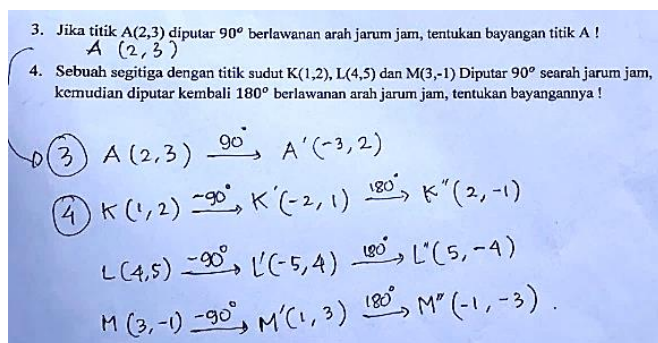 3. Jika titik A(2,3) diputar 90° berlawanan arah jarum jam, tentukan bayangan titik A !
A (2,3)
4. Sebuah segitiga dengan titik sudut K(1,2), L(4,5) dan M(3,-1) Diputar 90° searah jarum jam,
kemudian diputar kembali 180° berlawanan arah jarum jam, tentukan bayangannya !
③ A (2,3) 90° → A'(-3,2)
④ K (1,2) -90° → K'(-2,1) 180° → K"(2,-1)
L (4,5) -90° → L'(-5,4) 180° → L"(5,-4)
M (3,-1) -90° → M'(1,3) 180° → M"(-1,-3) .